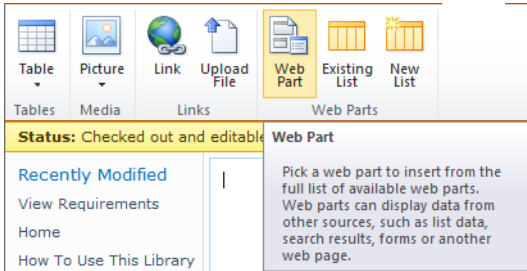 Table Picture Link Upload File Web Part Existing List New List
Tables Media Links Web Parts
Status: Checked out and editable
Web Part
Pick a web part to insert from the
full list of available web parts.
Web parts can display data from
other sources, such as list data,
search results, forms or another
web page.
Recently Modified
View Requirements
Home
How To Use This Library